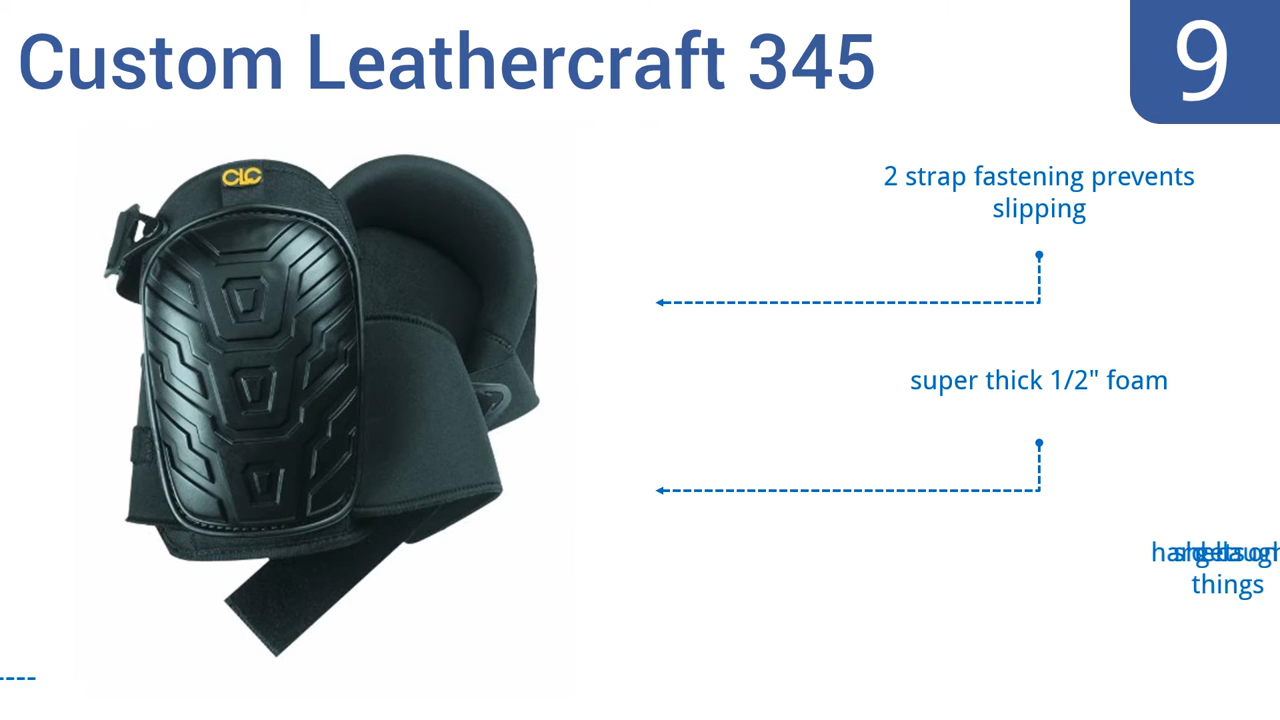 Custom Leathercraft 345
9
CLC
2 strap fastening prevents
slipping
super thick 1/2" foam
things